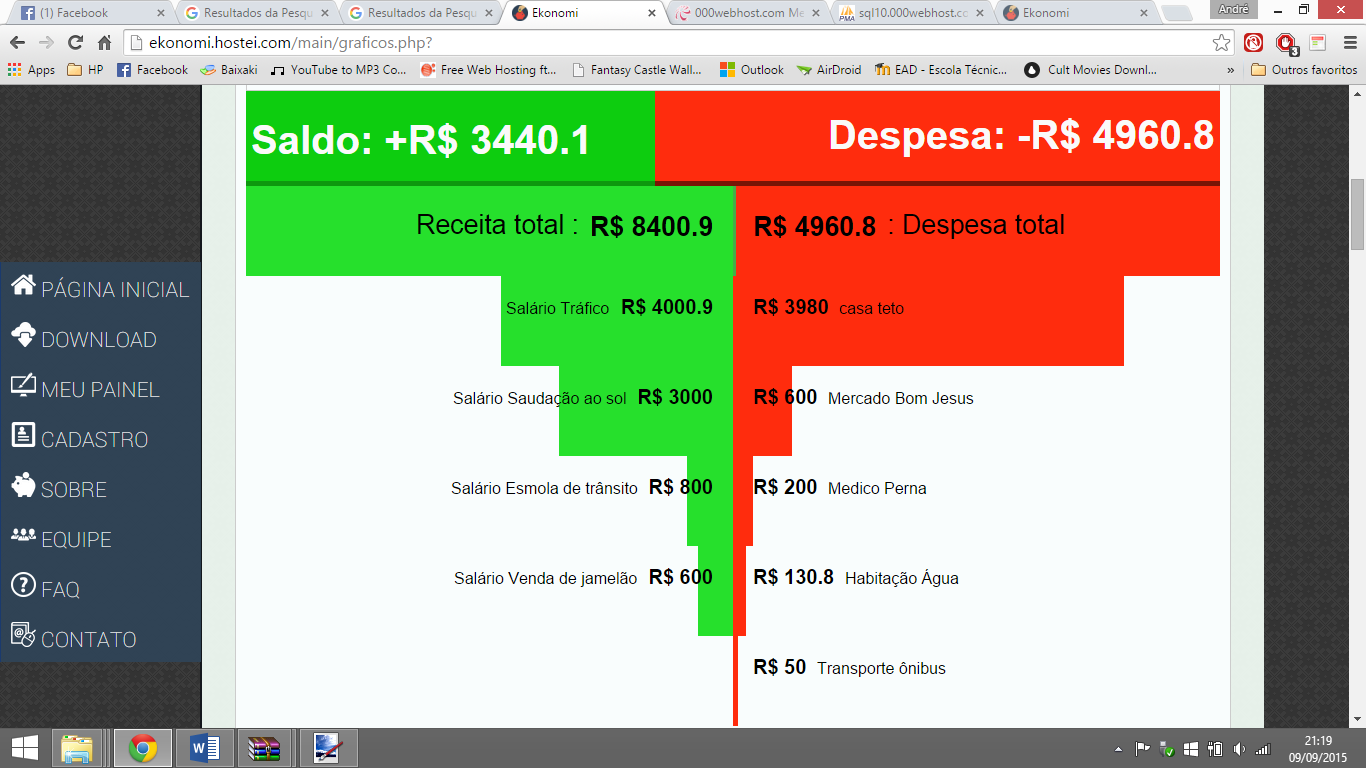 (1) Facebook
Resultados da Pesqu
Resultados da Pesqu
Ekonomi
000webhost.com Me
sql10.000webhost.co
Ekonomi
André
ekonomi.hostei.com/main/graficos.php?
3
Apps
HP
Facebook
Baixaki
YouTube to MP3 Co...
Free Web Hosting ft...
Fantasy Castle Wall...
Outlook
AirDroid
EAD - Escola Técnic...
Cult Movies Downl...
»
Outros favoritos
Saldo: +R$ 3440.1
Despesa: -R$ 4960.8
Receita total : R$ 8400.9
R$ 4960.8 : Despesa total
Salário Tráfico R$ 4000.9
R$ 3980 casa teto
Salário Saudação ao sol R$ 3000
R$ 600 Mercado Bom Jesus
Salário Esmola de trânsito R$ 800
R$ 200 Medico Perna
Salário Venda de jamelão R$ 600
R$ 130.8 Habitação Água
R$ 50 Transporte ônibus
PÁGINA INICIAL
DOWNLOAD
MEU PAINEL
CADASTRO
SOBRE
EQUIPE
FAQ
CONTATO
21:19
09/09/2015